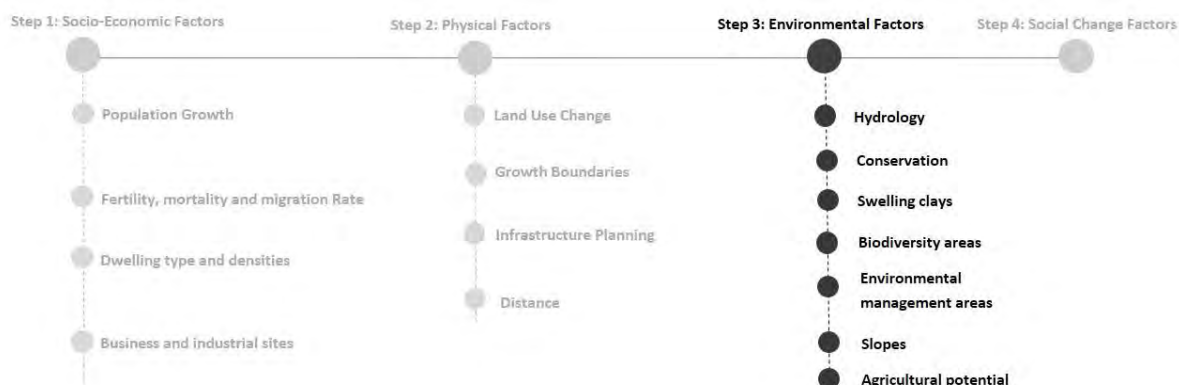 Step 1: Socio-Economic Factors
Step 2: Physical Factors
Step 3: Environmental Factors
Step 4: Social Change Factors
Population Growth
Fertility, mortality and migration Rate
Dwelling type and densities
Business and industrial sites
Land Use Change
Growth Boundaries
Infrastructure Planning
Distance
Hydrology
Conservation
Swelling clays
Biodiversity areas
Environmental
management areas
Slopes
Agricultural potential